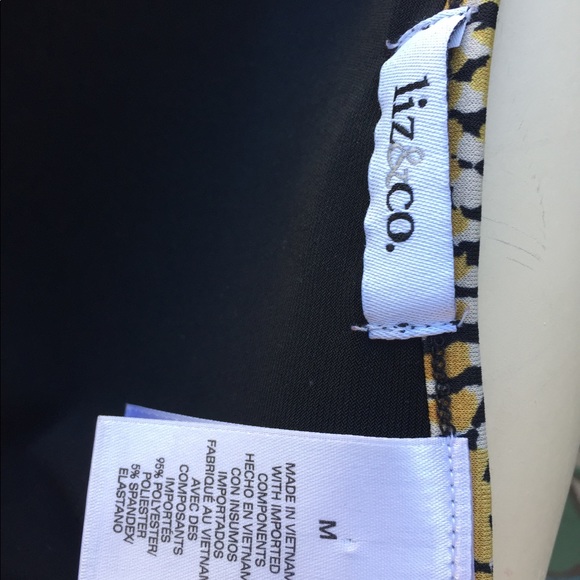 liz&co.
M
MADE IN VIETNAM
WITH IMPORTED
COMPONENTS
HECHO EN VIETNAM
CON INSUMOS
IMPORTADOS
FABRIQUÉ AU VIETNAM
AVEC DES
COMPOSANTS
IMPORTÉS
95% POLYESTER/
POLIÉSTER
5% SPANDEX/
ELASTANO